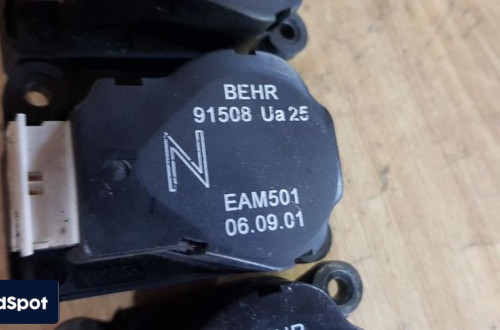 BEHR
91508 Ua 25
N
EAM501
06.09.01
dSpot